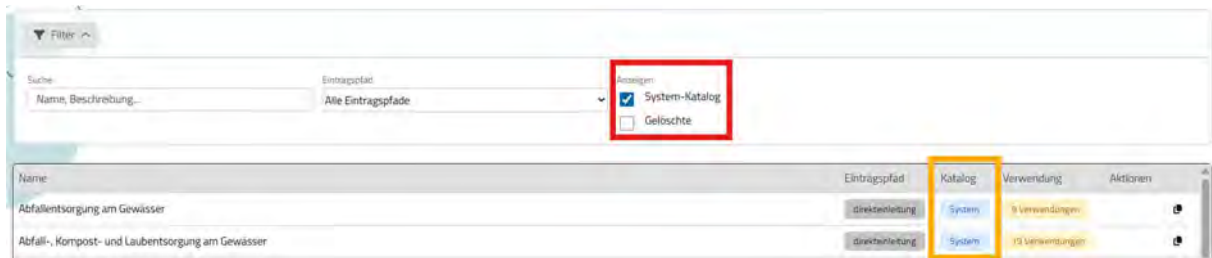 Filter
Suche Eintragspfad Anzeigen
Name, Beschreibung... Alle Eintragspfade System-Katalog
Gelöschte
Name Eintragspfad Katalog Verwendung Aktionen
Abfallentsorgung am Gewässer direkteinleitung System Verwendungen
Abfall-, Kompost- und Laubentsorgung am Gewässer direkteinleitung System Verwendungen